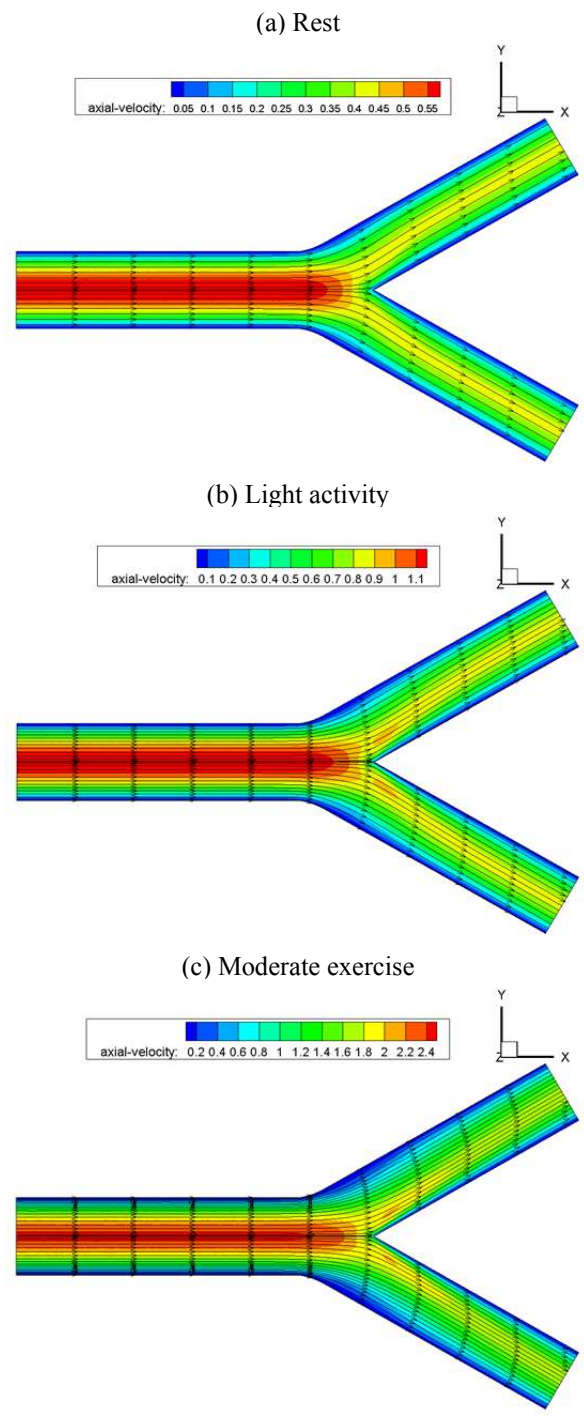 (a) Rest
Y
Z X
axial-velocity: 0.05 0.1 0.15 0.2 0.25 0.3 0.35 0.4 0.45 0.5 0.55
(b) Light activity
Y
Z X
axial-velocity: 0.1 0.2 0.3 0.4 0.5 0.6 0.7 0.8 0.9 1 1.1
(c) Moderate exercise
Y
Z X
axial-velocity: 0.2 0.4 0.6 0.8 1 1.2 1.4 1.6 1.8 2 2.2 2.4